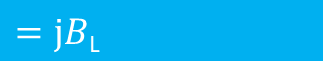 = jB_L